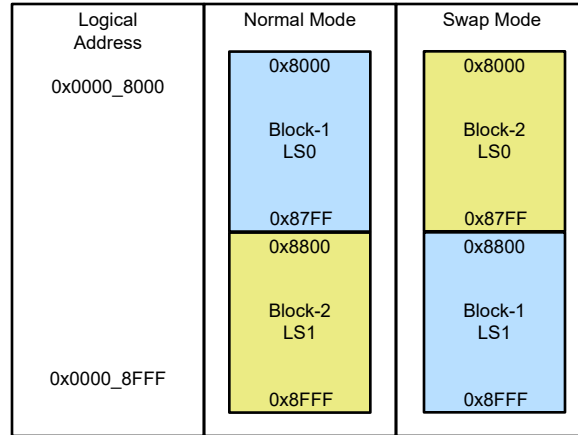 Logical
Address
0x0000_8000
0x0000_8FFF
Normal Mode
0x8000
Block-1
LS0
0x87FF
0x8800
Block-2
LS1
0x8FFF
Swap Mode
0x8000
Block-2
LS0
0x87FF
0x8800
Block-1
LS1
0x8FFF